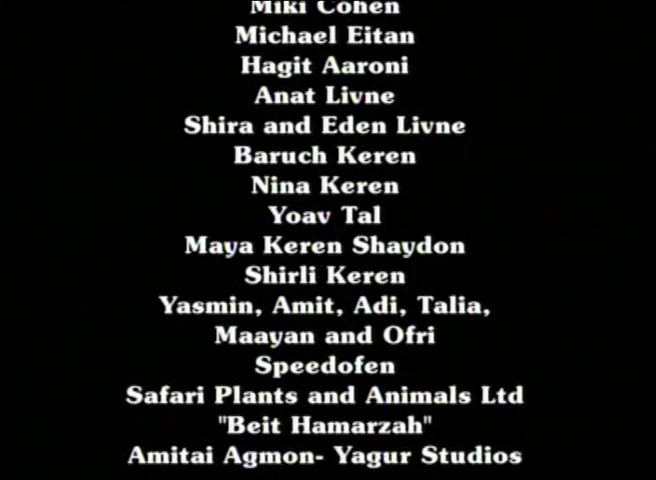 Miki Cohen
Michael Eitan
Hagit Aaroni
Anat Livne
Shira and Eden Livne
Baruch Keren
Nina Keren
Yoav Tal
Maya Keren Shaydon
Shirli Keren
Yasmin, Amit, Adi, Talia,
Maayan and Ofri
Speedofen
Safari Plants and Animals Ltd
"Beit Hamarzah"
Amitai Agmon- Yagur Studios